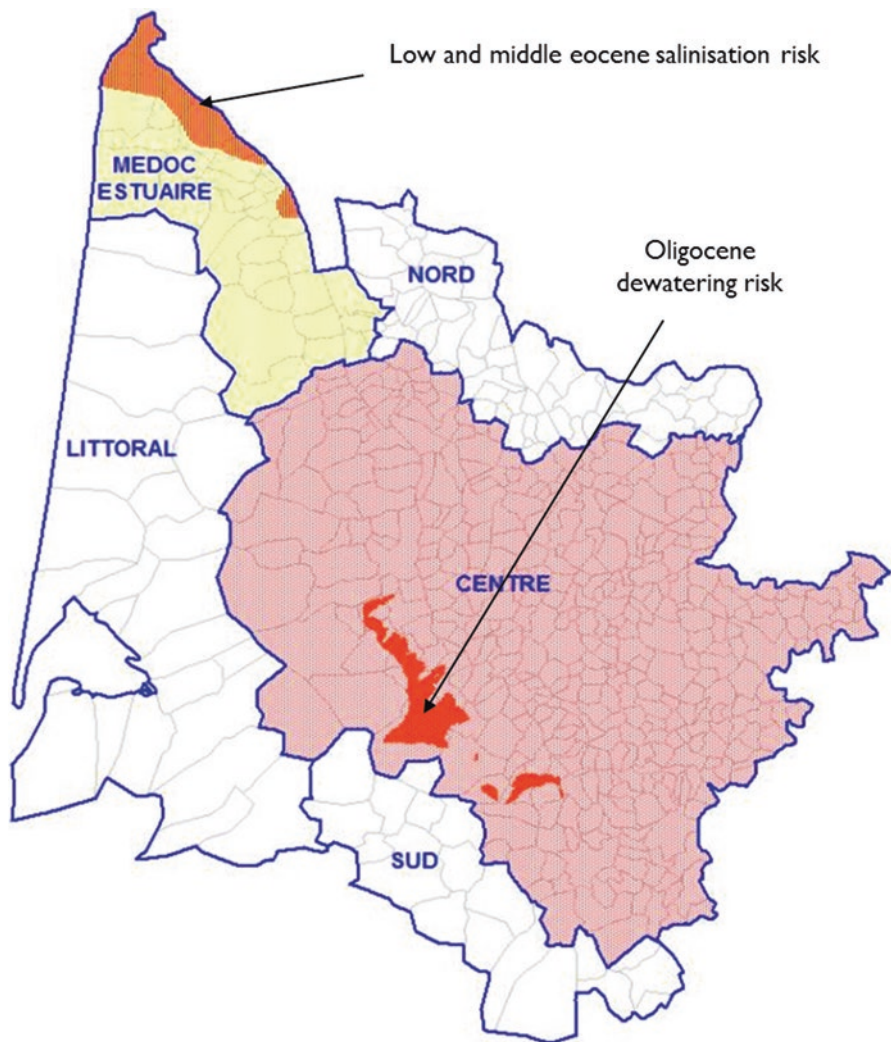 Low and middle eocene salinisation risk
MEDOC
ESTUAIRE
Oligocene
dewatering risk
NORD
LITTORAL
CENTRE
SUD